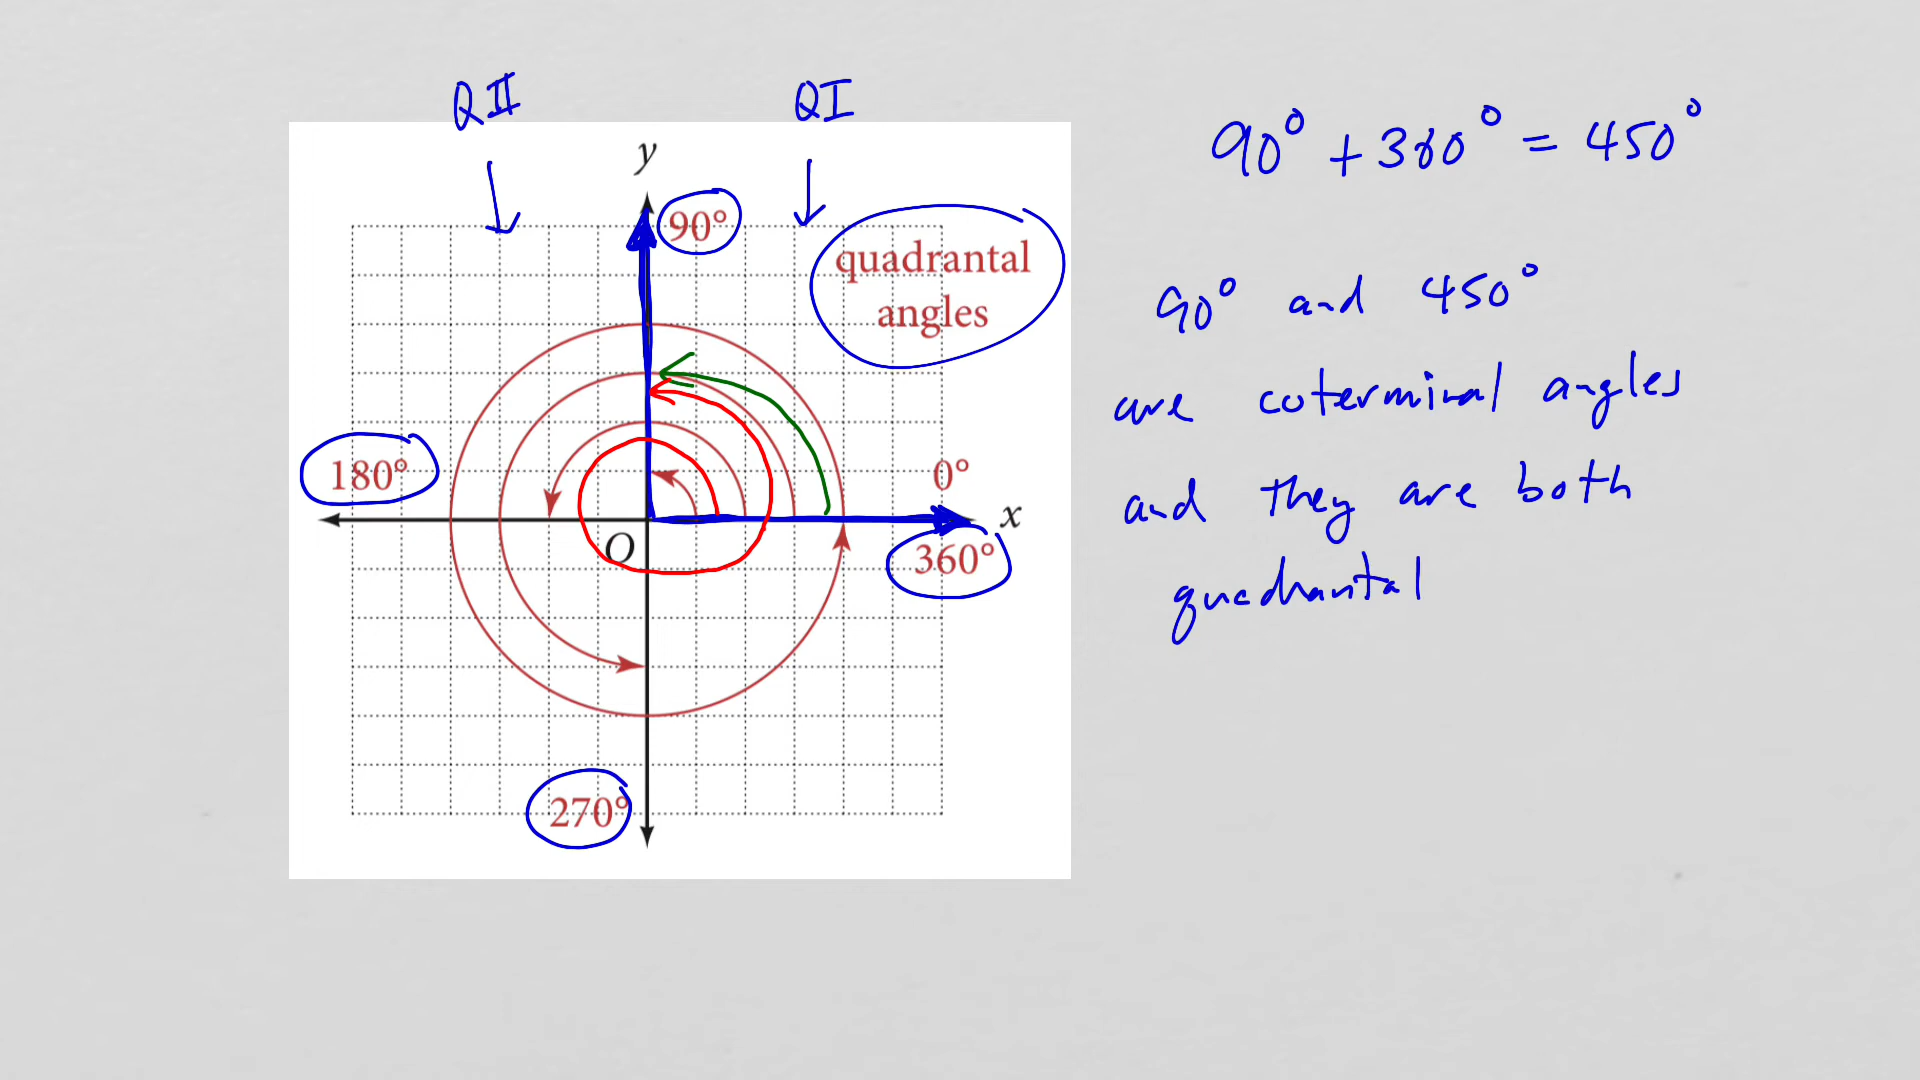 QII
QI
y
90°
quadrantal
angles
180°
0°
O
x
360°
270°
90° + 360° = 450°
90° and 450°
are coterminal angles
and they are both
quadrantal